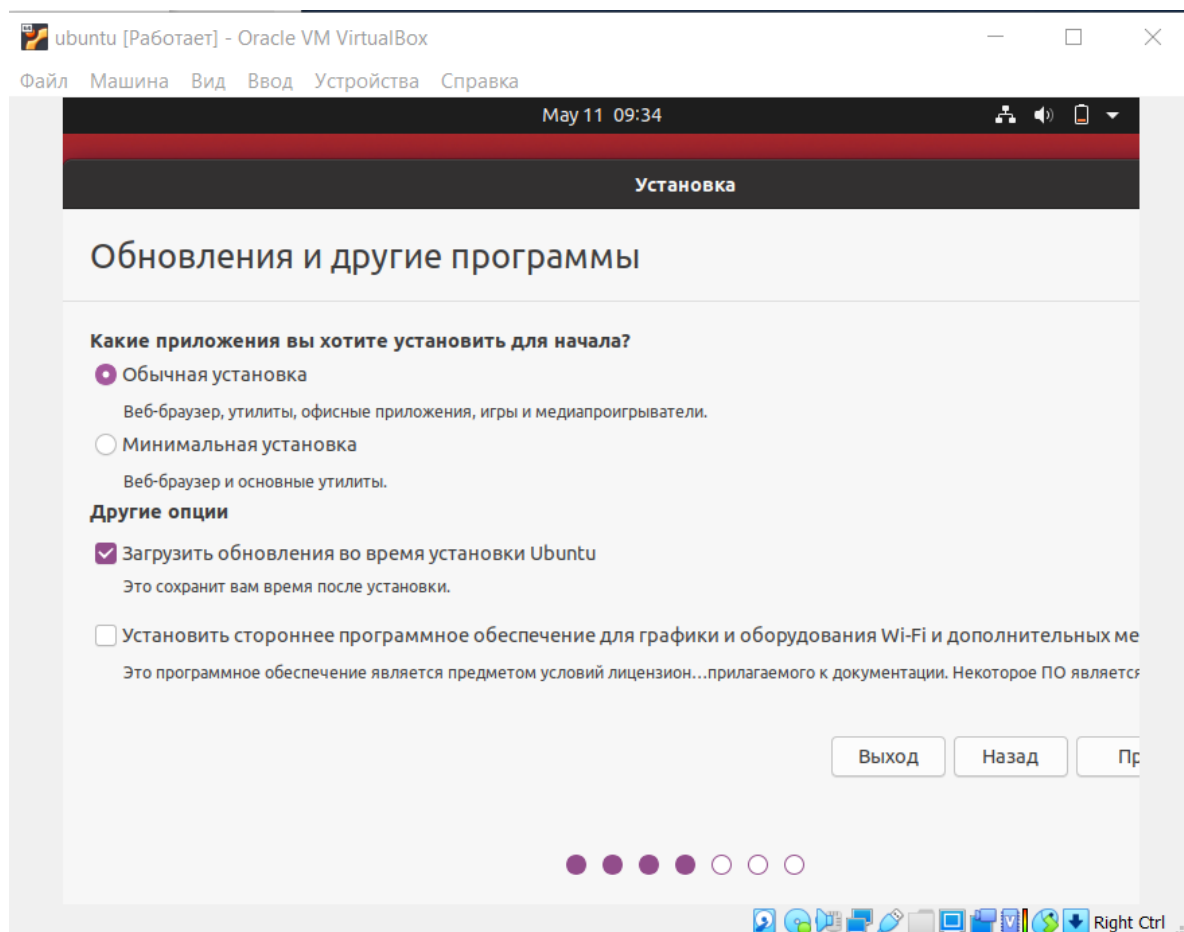 ubuntu [Работает] - Oracle VM VirtualBox
Файл Машина Вид Ввод Устройства Справка
May 11 09:34
Установка
Обновления и другие программы
Какие приложения вы хотите установить для начала?
Обычная установка
Веб-браузер, утилиты, офисные приложения, игры и медиапроигрыватели.
Минимальная установка
Веб-браузер и основные утилиты.
Другие опции
Загрузить обновления во время установки Ubuntu
Это сохранит вам время после установки.
Установить стороннее программное обеспечение для графики и оборудования Wi-Fi и дополнительных ме
Это программное обеспечение является предметом условий лицензион...прилагаемого к документации. Некоторое ПО является
Выход Назад Пр
Right Ctrl